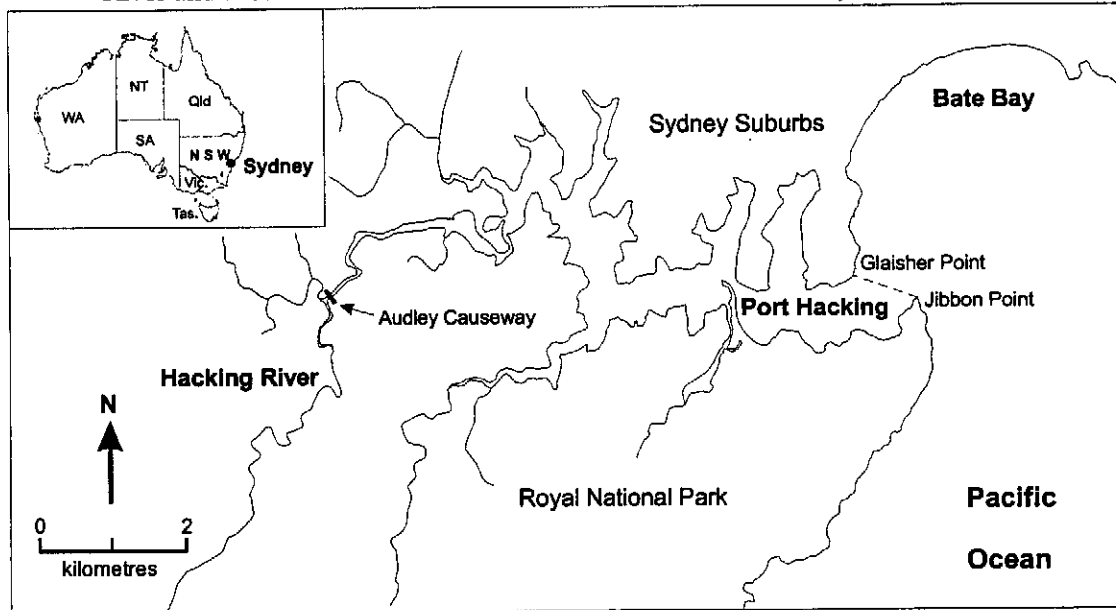 NT
Qld
WA
SA
N S W
Sydney
Vic.
Tas.
Bate Bay
Sydney Suburbs
Glaisher Point
Port Hacking
Jibbon Point
Audley Causeway
Hacking River
N
Royal National Park
Pacific
Ocean
0 2
kilometres